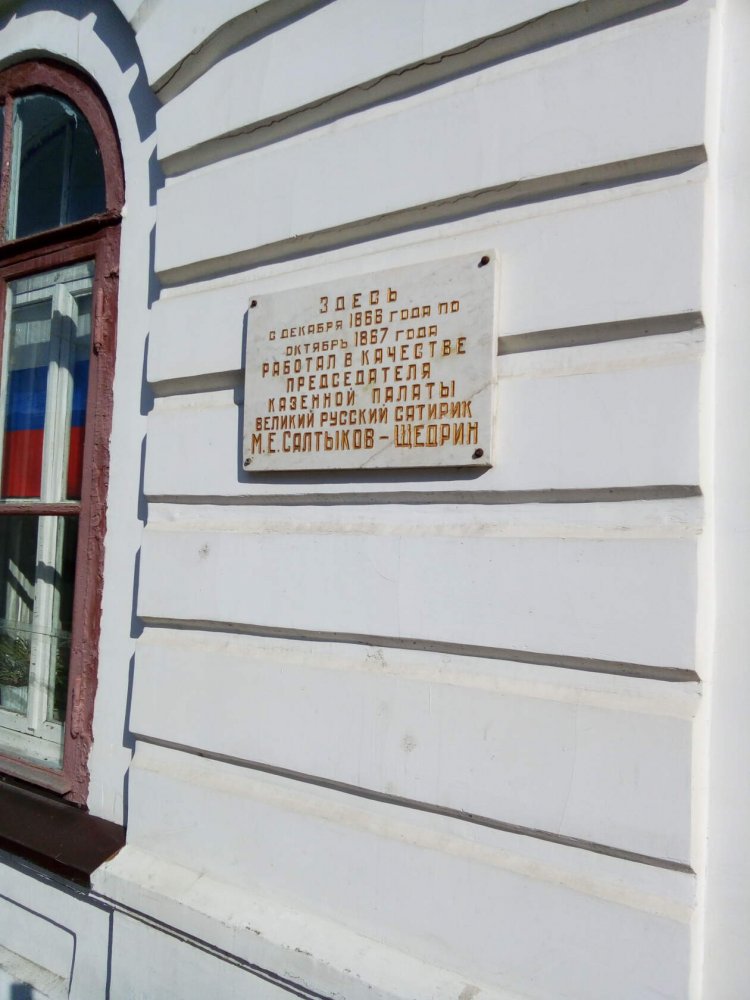 ЗДЕСЬ
С ДЕКАБРЯ 1866 ГОДА ПО
ОКТЯБРЬ 1867 ГОДА
РАБОТАЛ В КАЧЕСТВЕ
ПРЕДСЕДАТЕЛЯ
КАЗЕННОЙ ПАЛАТЫ
ВЕЛИКИЙ РУССКИЙ САТИРИК
М.Е.САЛТЫКОВ-ЩЕДРИН